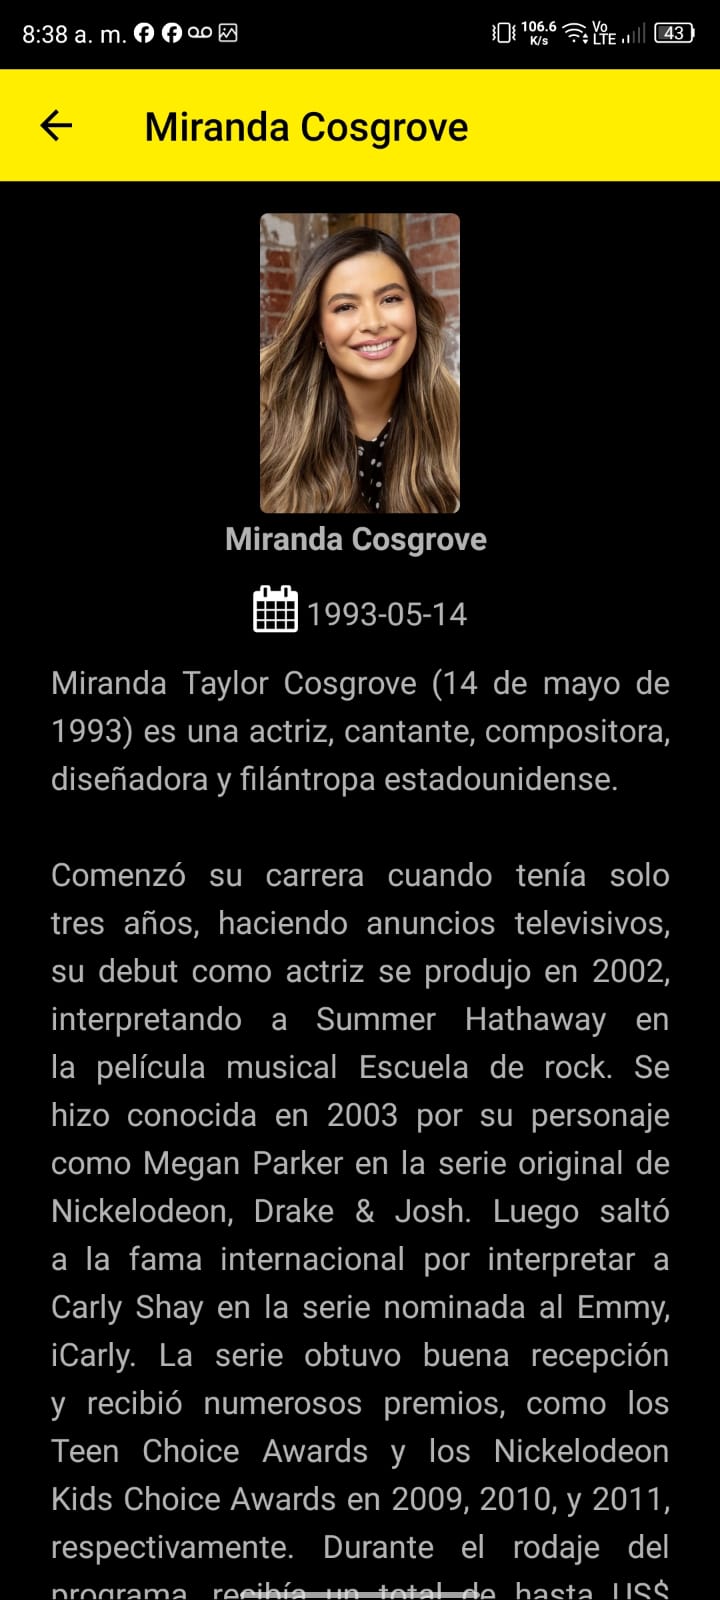 8:38 a. m.
106.6 K/s Vo LTE 43
Miranda Cosgrove
Miranda Cosgrove
1993-05-14
Miranda Taylor Cosgrove (14 de mayo de
1993) es una actriz, cantante, compositora,
diseñadora y filántropa estadounidense.
Comenzó su carrera cuando tenía solo
tres años, haciendo anuncios televisivos,
su debut como actriz se produjo en 2002,
interpretando a Summer Hathaway en
la película musical Escuela de rock. Se
hizo conocida en 2003 por su personaje
como Megan Parker en la serie original de
Nickelodeon, Drake & Josh. Luego saltó
a la fama internacional por interpretar a
Carly Shay en la serie nominada al Emmy,
iCarly. La serie obtuvo buena recepción
y recibió numerosos premios, como los
Teen Choice Awards y los Nickelodeon
Kids Choice Awards en 2009, 2010, y 2011,
respectivamente. Durante el rodaje del
programa, recibía un total de hasta US$